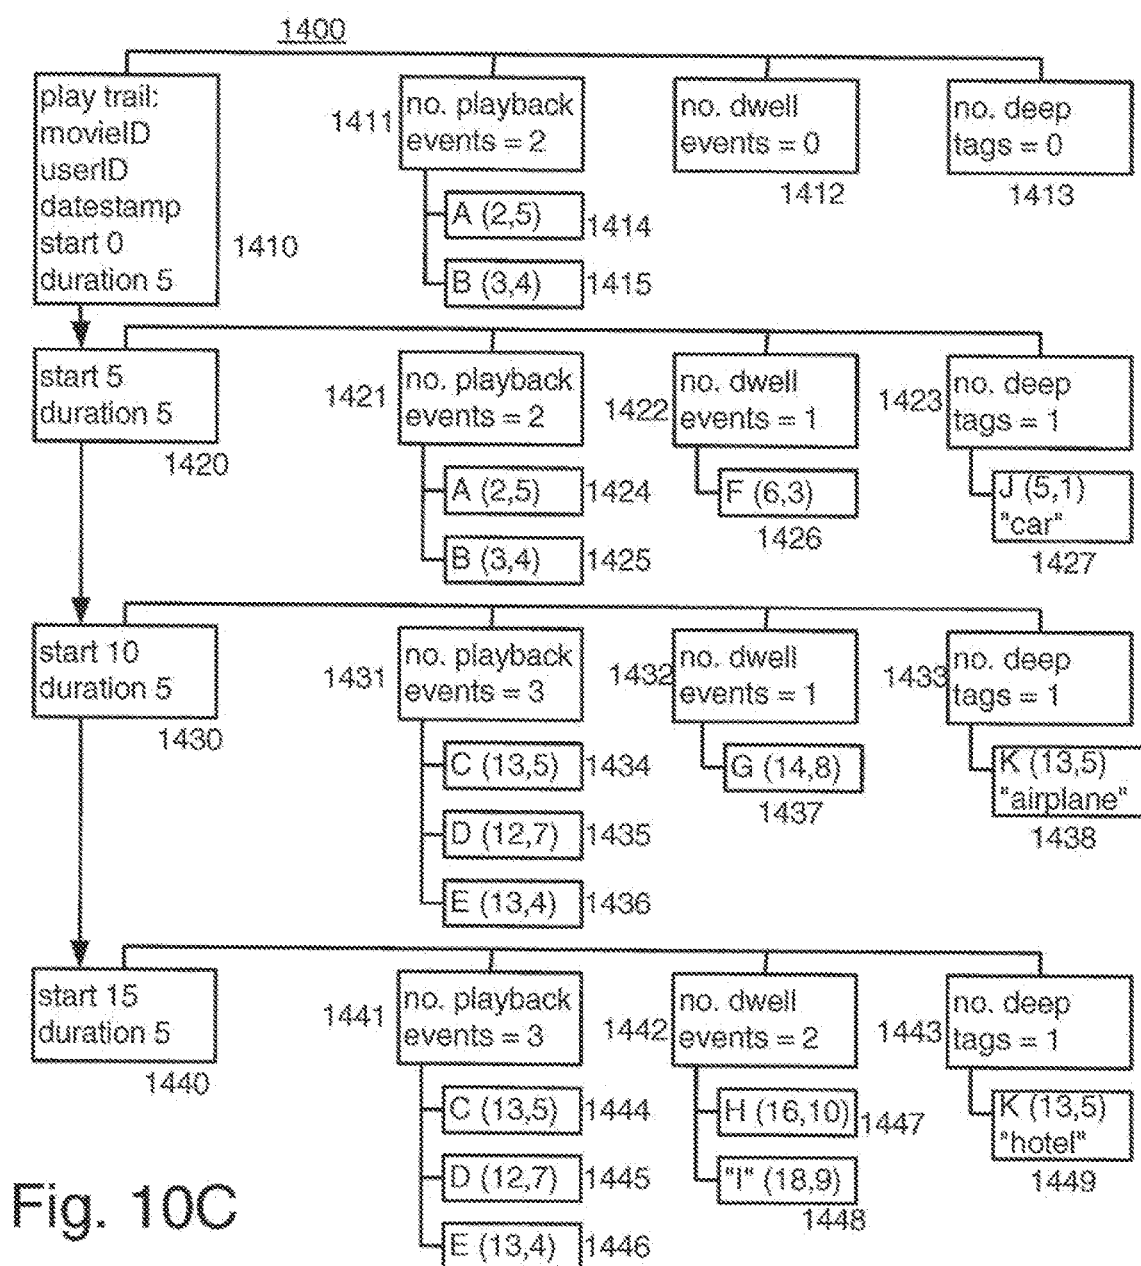 1400
play trail:
movieID
userID
datestamp
start 0
duration 5
1410
1411
no. playback
events = 2
A (2,5)
1414
B (3,4)
1415
no. dwell
events = 0
1412
no. deep
tags = 0
1413
start 5
duration 5
1420
1421
no. playback
events = 2
A (2,5)
1424
B (3,4)
1425
1422
no. dwell
events = 1
F (6,3)
1426
1423
no. deep
tags = 1
J (5,1)
"car"
1427
start 10
duration 5
1430
1431
no. playback
events = 3
C (13,5)
1434
D (12,7)
1435
E (13,4)
1436
1432
no. dwell
events = 1
G (14,8)
1437
1433
no. deep
tags = 1
K (13,5)
"airplane"
1438
start 15
duration 5
1440
1441
no. playback
events = 3
C (13,5)
1444
D (12,7)
1445
E (13,4)
1446
1442
no. dwell
events = 2
H (16,10)
1447
"I" (18,9)
1448
1443
no. deep
tags = 1
K (13,5)
"hotel"
1449
Fig. 10C